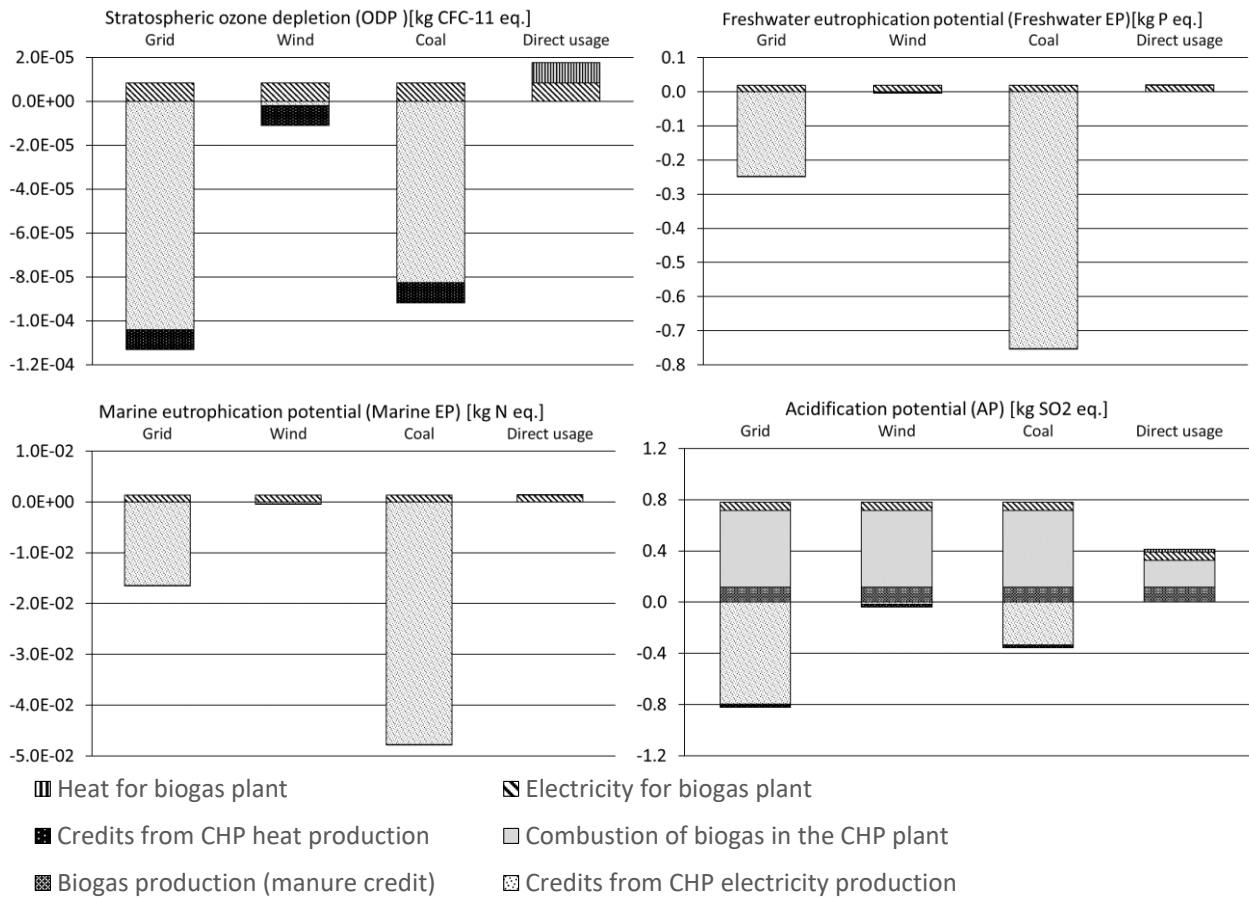 Stratospheric ozone depletion (ODP )[kg CFC-11 eq.]
Grid Wind Coal Direct usage
2.0E-05
0.0E+00
-2.0E-05
-4.0E-05
-6.0E-05
-8.0E-05
-1.0E-04
-1.2E-04
Freshwater eutrophication potential (Freshwater EP)[kg P eq.]
Grid Wind Coal Direct usage
0.1
0.0
-0.1
-0.2
-0.3
-0.4
-0.5
-0.6
-0.7
-0.8
Marine eutrophication potential (Marine EP) [kg N eq.]
Grid Wind Coal Direct usage
1.0E-02
0.0E+00
-1.0E-02
-2.0E-02
-3.0E-02
-4.0E-02
-5.0E-02
Acidification potential (AP) [kg SO2 eq.]
Grid Wind Coal Direct usage
1.2
0.8
0.4
0.0
-0.4
-0.8
-1.2
Heat for biogas plant
Electricity for biogas plant
Credits from CHP heat production
Combustion of biogas in the CHP plant
Biogas production (manure credit)
Credits from CHP electricity production